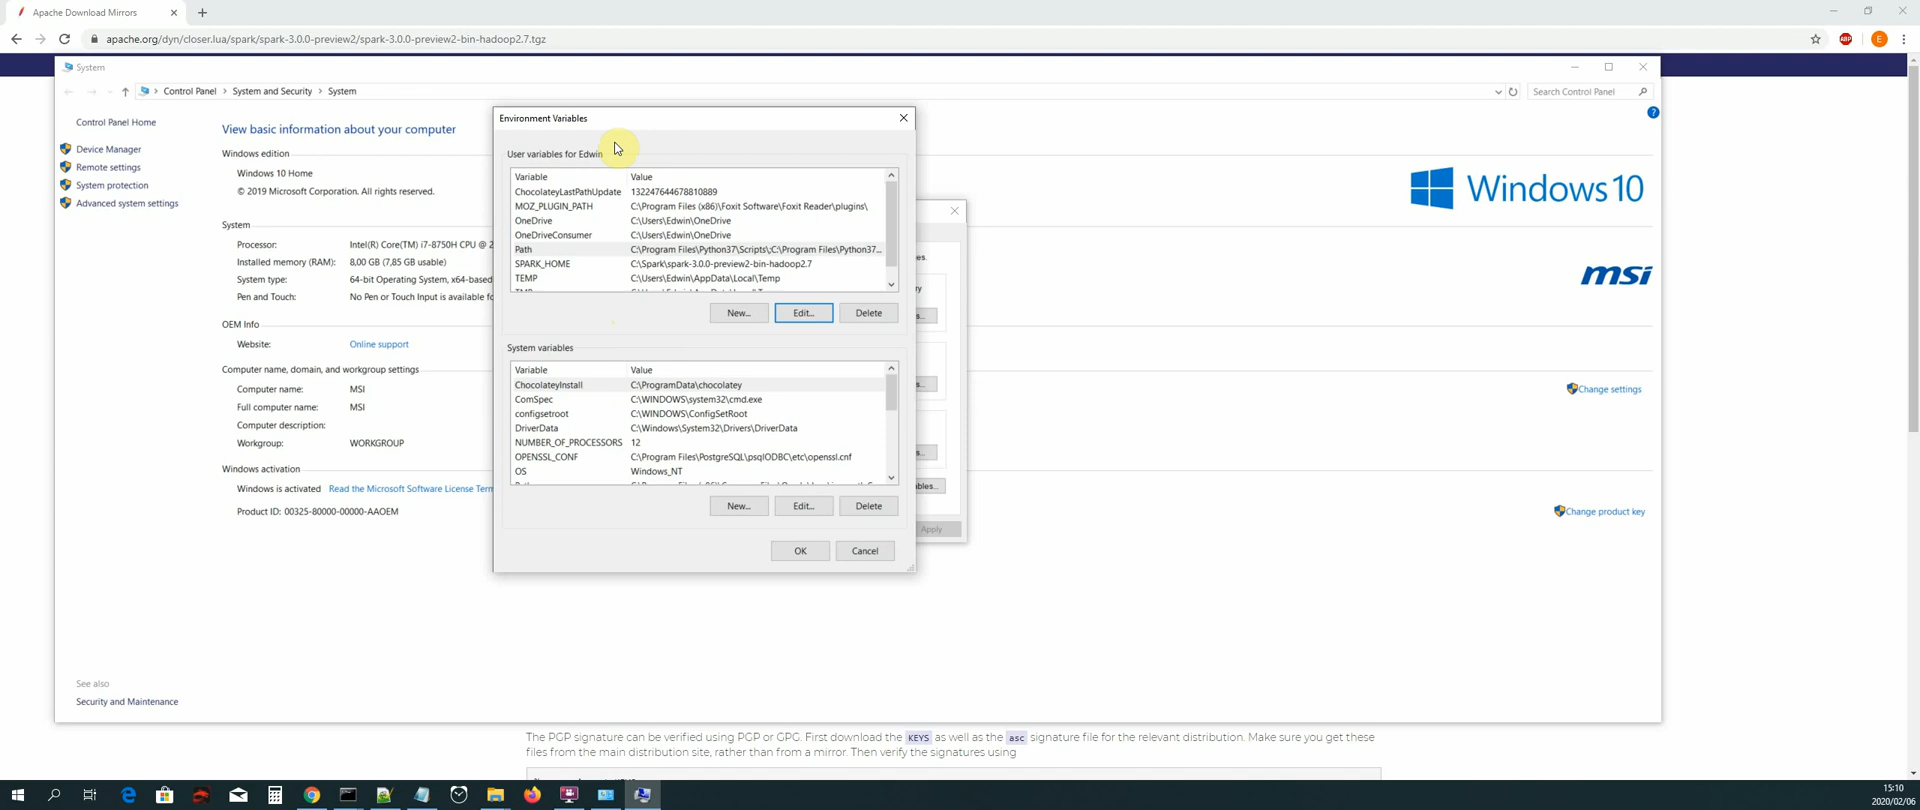 Apache Download Mirrors
apache.org/dyn/closer.lua/spark/spark-3.0.0-preview2/spark-3.0.0-preview2-bin-hadoop2.7.tgz
ABP
E
System
Control Panel > System and Security > System
Search Control Panel
?
Control Panel Home
Device Manager
Remote settings
System protection
Advanced system settings
View basic information about your computer
Windows edition
Windows 10 Home
© 2019 Microsoft Corporation. All rights reserved.
Windows 10
System
Processor: Intel(R) Core(TM) i7-8750H CPU @ 2
Installed memory (RAM): 8,00 GB (7,85 GB usable)
System type: 64-bit Operating System, x64-based
Pen and Touch: No Pen or Touch Input is available fo
msi
OEM Info
Website: Online support
Computer name, domain, and workgroup settings
Computer name: MSI
Full computer name: MSI
Computer description:
Workgroup: WORKGROUP
Change settings
Windows activation
Windows is activated Read the Microsoft Software License Term
Product ID: 00325-80000-00000-AAOEM
Change product key
See also
Security and Maintenance
Environment Variables
User variables for Edwin
Variable Value
ChocolateyLastPathUpdate 132247644678810889
MOZ_PLUGIN_PATH C:\Program Files (x86)\Foxit Software\Foxit Reader\plugins\
OneDrive C:\Users\Edwin\OneDrive
OneDriveConsumer C:\Users\Edwin\OneDrive
Path C:\Program Files\Python37\Scripts\;C:\Program Files\Python37...
SPARK_HOME C:\Spark\spark-3.0.0-preview2-bin-hadoop2.7
TEMP C:\Users\Edwin\AppData\Local\Temp
New... Edit... Delete
System variables
Variable Value
ChocolateyInstall C:\ProgramData\chocolatey
ComSpec C:\WINDOWS\system32\cmd.exe
configsetroot C:\WINDOWS\ConfigSetRoot
DriverData C:\Windows\System32\Drivers\DriverData
NUMBER_OF_PROCESSORS 12
OPENSSL_CONF C:\Program Files\PostgreSQL\psqlODBC\etc\openssl.cnf
OS Windows_NT
New... Edit... Delete
OK Cancel
es.
ry
s...
s...
s...
bles...
Apply
The PGP signature can be verified using PGP or GPG. First download the KEYS as well as the asc signature file for the relevant distribution. Make sure you get these
files from the main distribution site, rather than from a mirror. Then verify the signatures using
15:10
2020/02/06